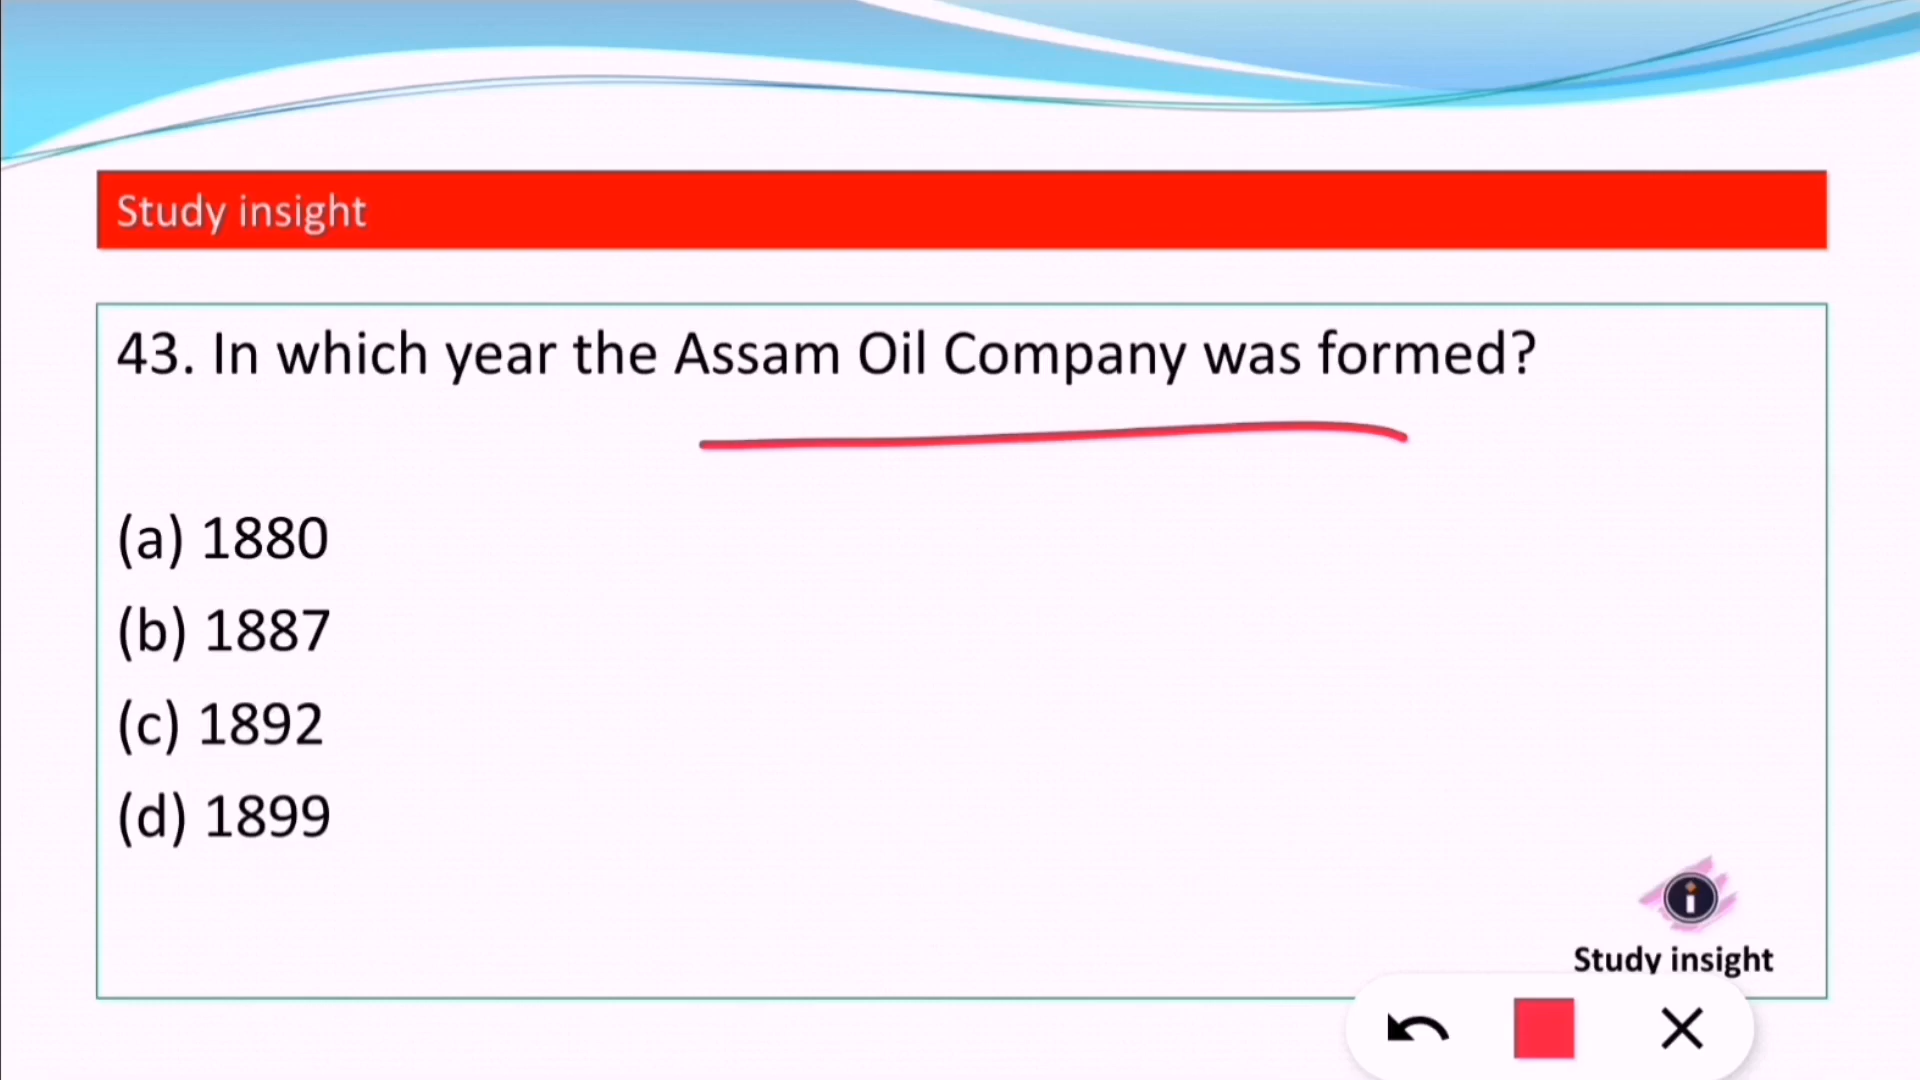 Study insight
43. In which year the Assam Oil Company was formed?
(a) 1880
(b) 1887
(c) 1892
(d) 1899
i
Study insight